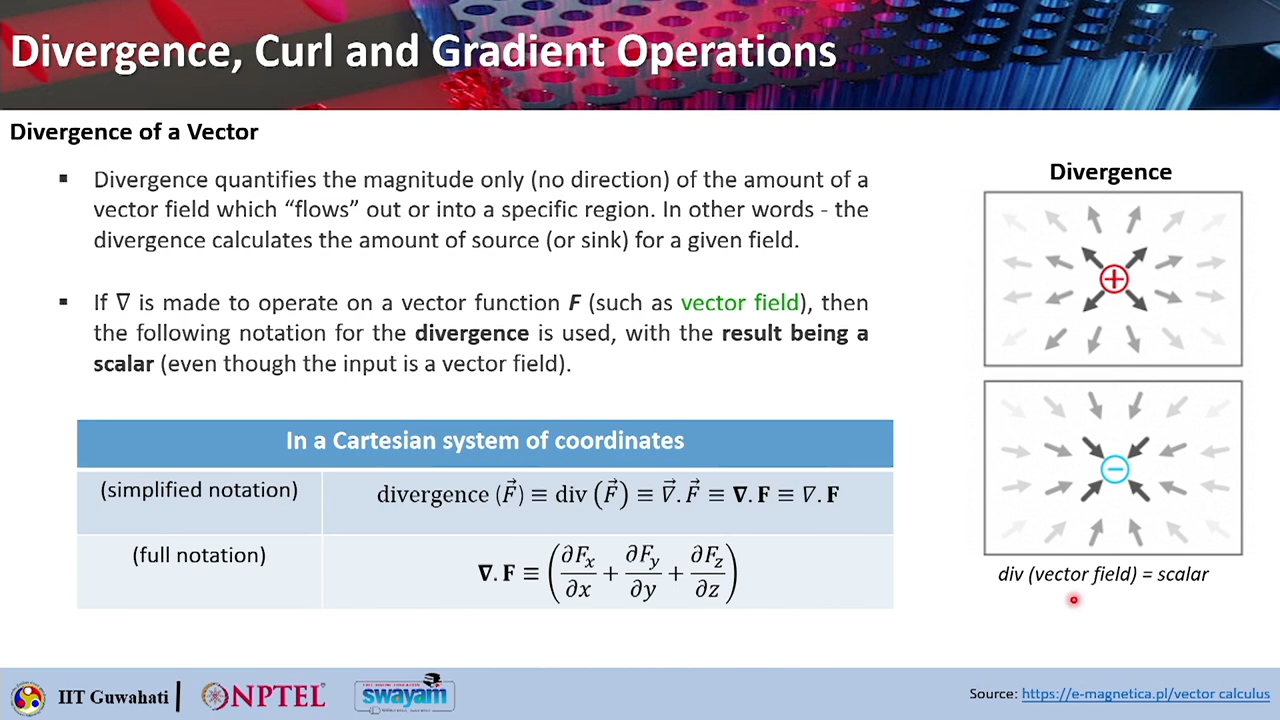 Divergence, Curl and Gradient Operations
Divergence of a Vector
▪ Divergence quantifies the magnitude only (no direction) of the amount of a
vector field which “flows” out or into a specific region. In other words - the
divergence calculates the amount of source (or sink) for a given field.
▪ If ∇ is made to operate on a vector function F (such as vector field), then
the following notation for the divergence is used, with the result being a
scalar (even though the input is a vector field).
In a Cartesian system of coordinates
(simplified notation) divergence (F⃗) ≡ div (F⃗) ≡ ∇⃗. F⃗ ≡ ∇. F ≡ ∇. F
(full notation) ∇. F ≡ (∂Fx/∂x + ∂Fy/∂y + ∂Fz/∂z)
Divergence
+
−
div (vector field) = scalar
IIT Guwahati | NPTEL swayam
Source: https://e-magnetica.pl/vector calculus